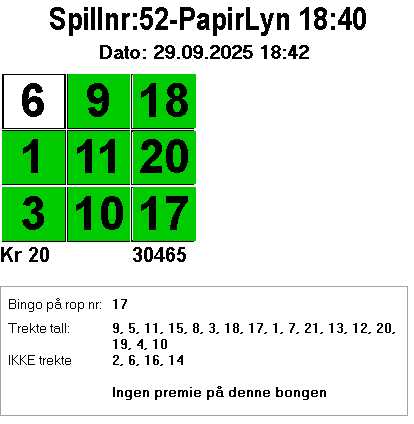 Spillnr:52-PapirLyn 18:40
Dato: 29.09.2025 18:42
6 9 18
1 11 20
3 10 17
Kr 20 30465
Bingo på rop nr: 17
Trekte tall: 9, 5, 11, 15, 8, 3, 18, 17, 1, 7, 21, 13, 12, 20,
19, 4, 10
IKKE trekte 2, 6, 16, 14
Ingen premie på denne bongen